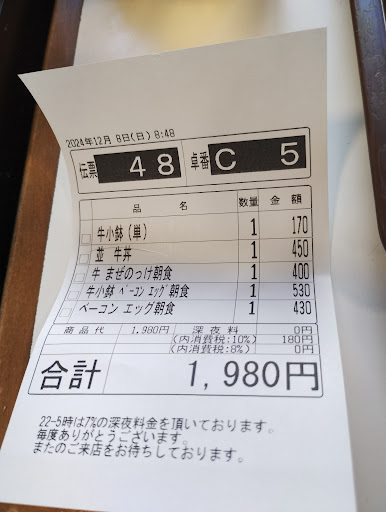 2024年12月 8日(日) 8:48
伝票 48 卓番 C 5
品 名 数量 金 額
牛小鉢(単) 1 170
並 牛丼 1 450
牛 まぜのっけ朝食 1 400
牛小鉢 ベーコン エッグ朝食 1 530
ベーコン エッグ朝食 1 430
商品代 1,980円 深夜料 0円
(内消費税:10%) 180円
(内消費税:8%) 0円
合計 1,980円
22-5時は7%の深夜料金を頂いております。
毎度ありがとうございます。
またのご来店をお待ちしております。